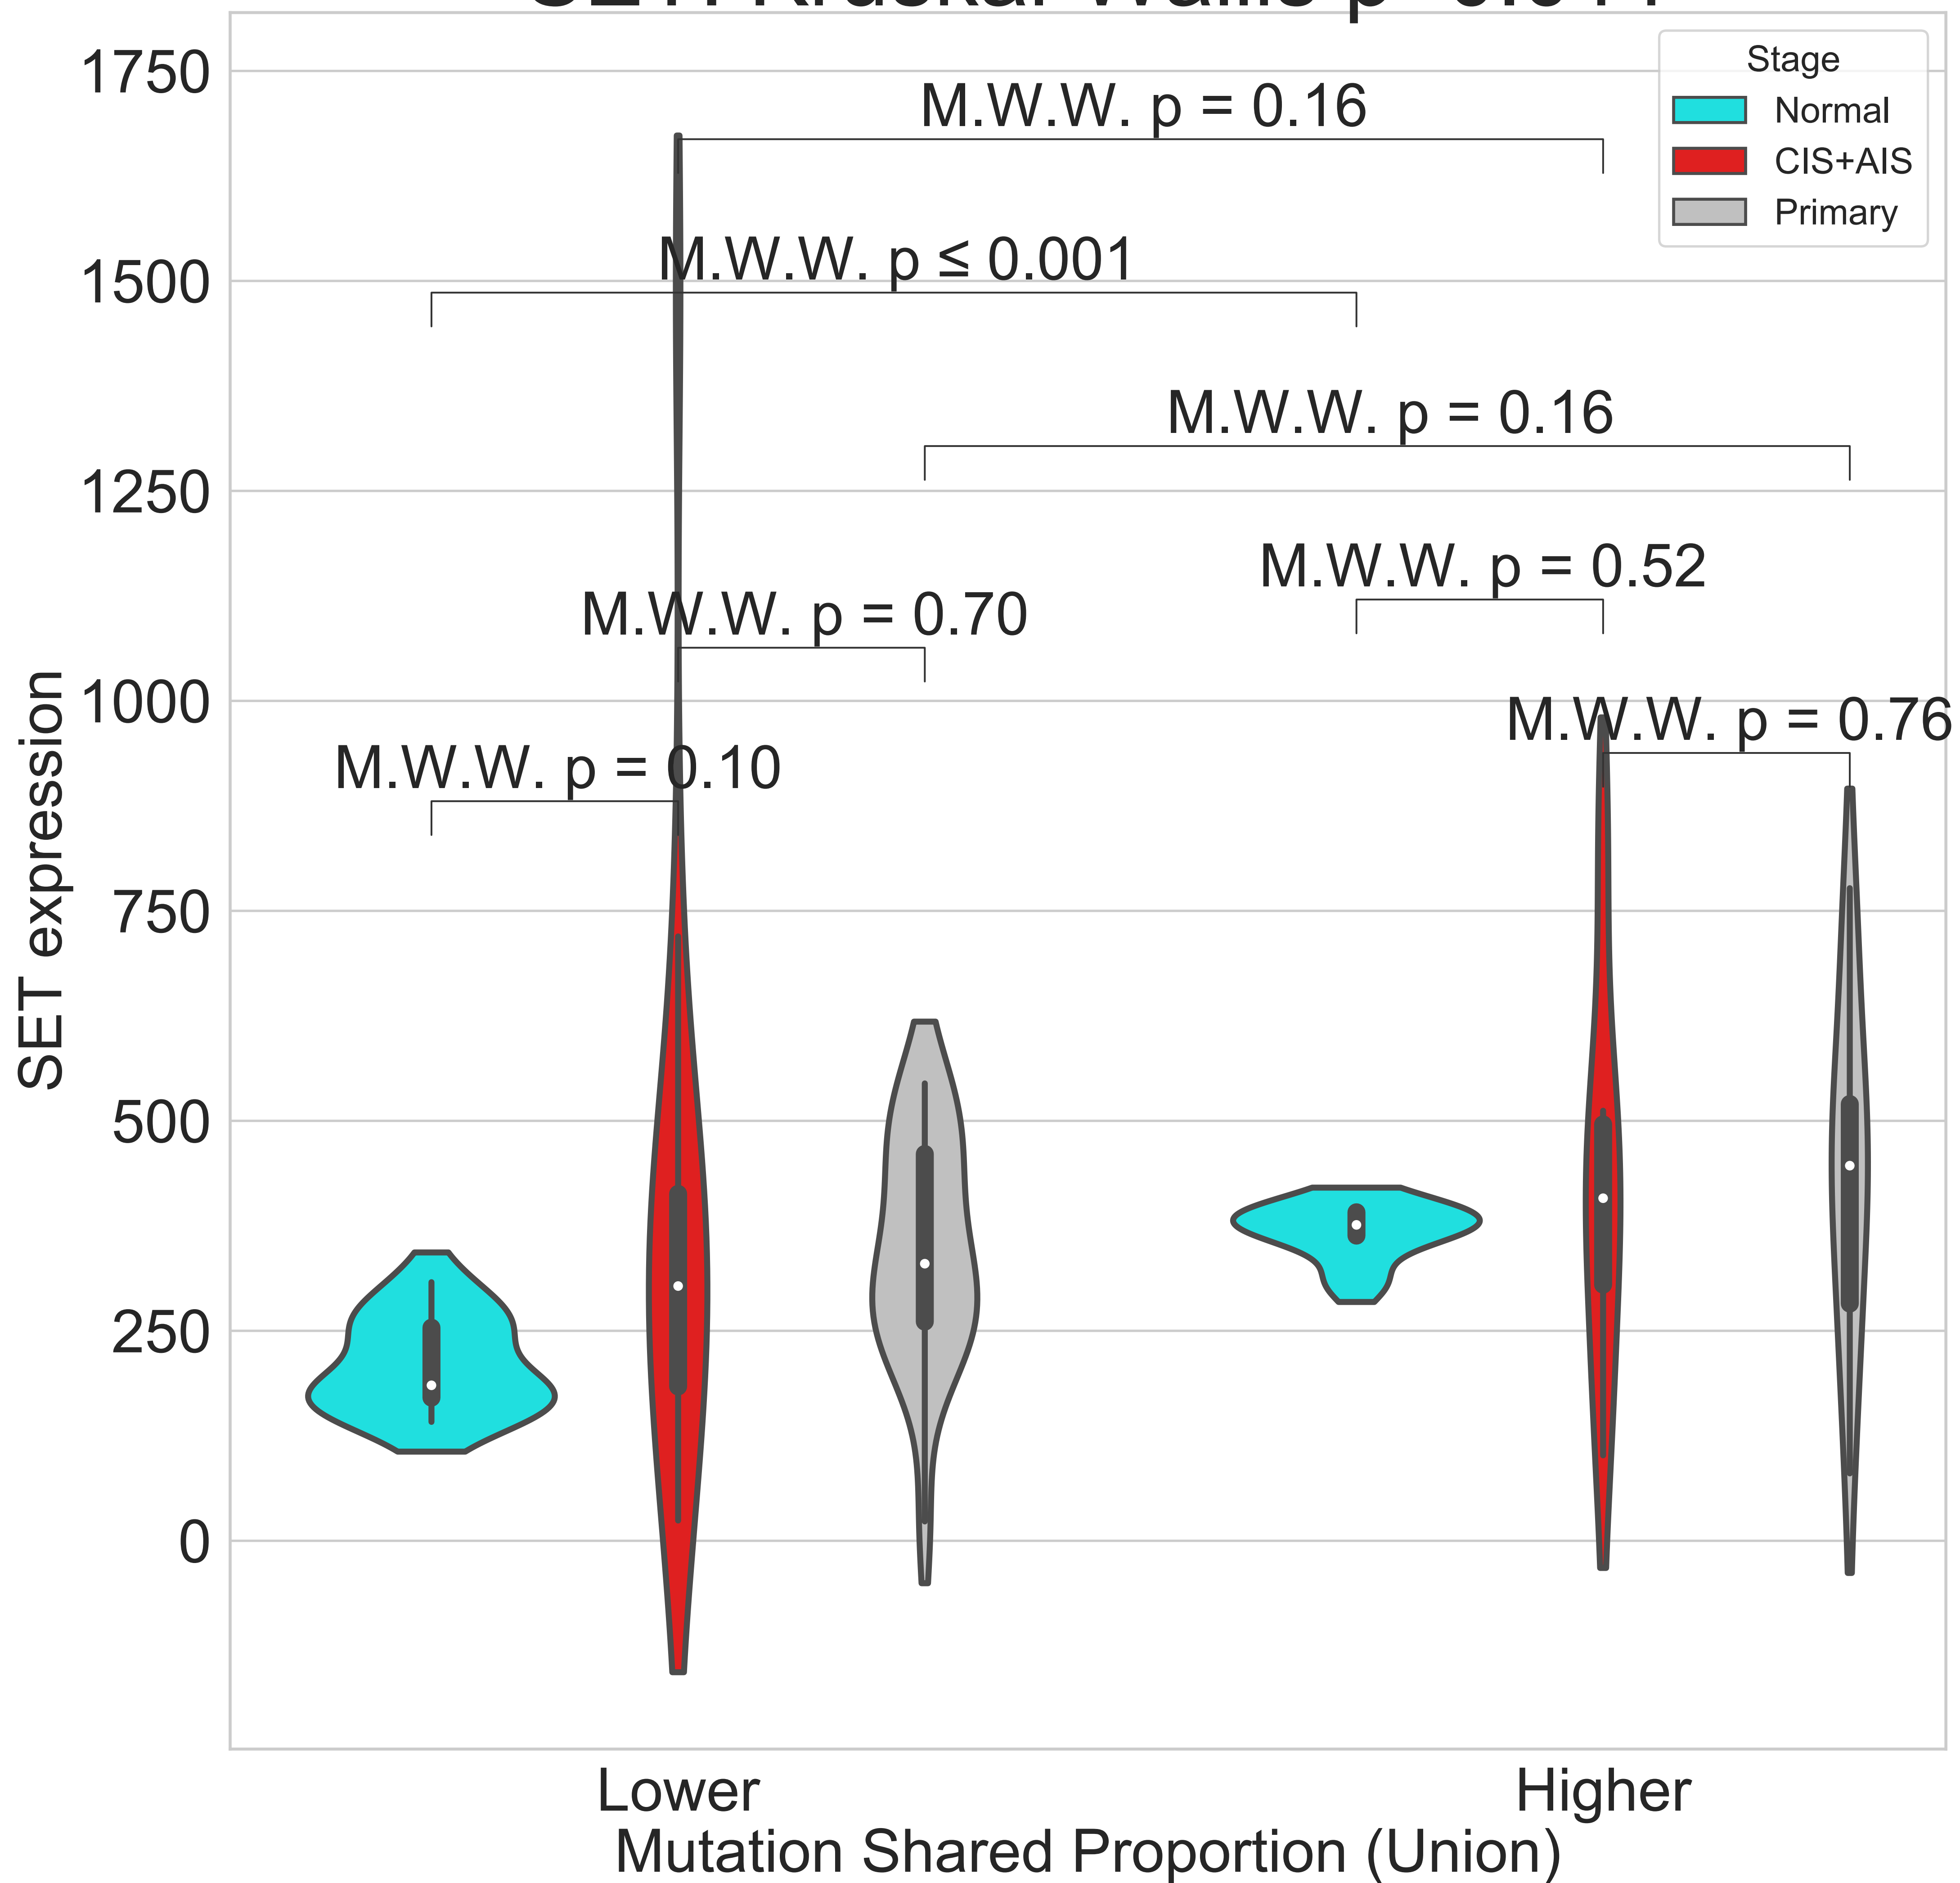 1750
1500
1250
1000
750
500
250
0
SET expression
M.W.W. p = 0.16
M.W.W. p ≤ 0.001
M.W.W. p = 0.16
M.W.W. p = 0.52
M.W.W. p = 0.70
M.W.W. p = 0.76
M.W.W. p = 0.10
Stage
Normal
CIS+AIS
Primary
Lower
Higher
Mutation Shared Proportion (Union)